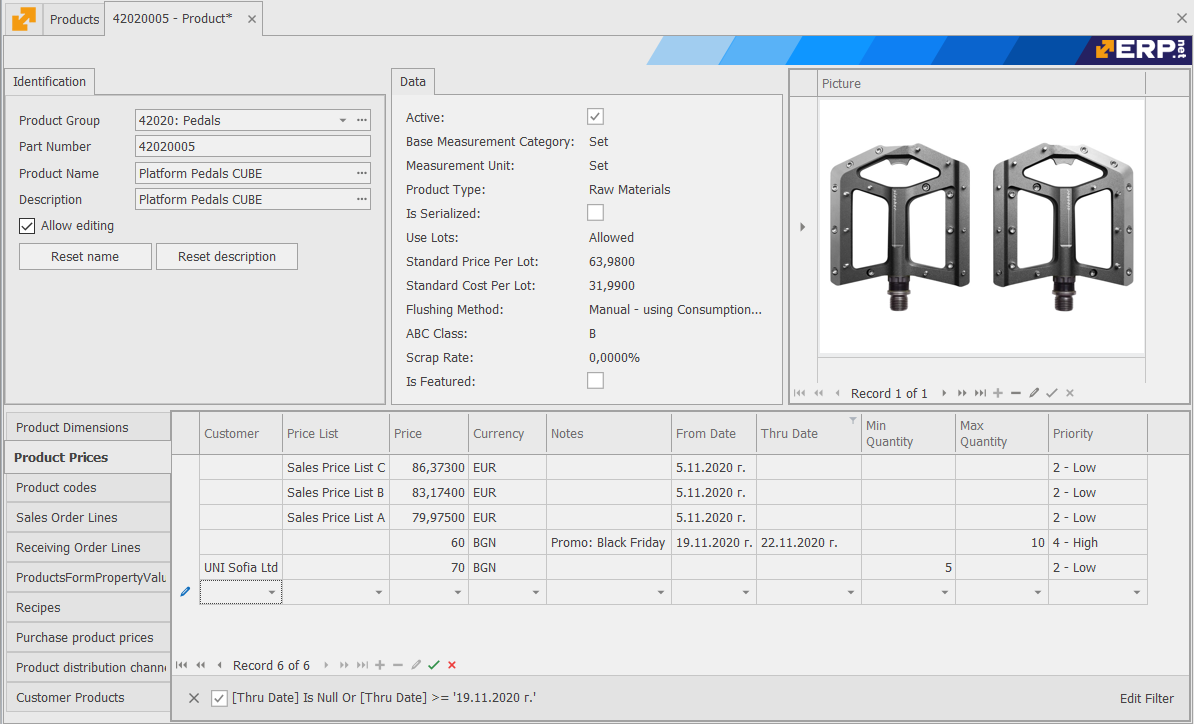 Products
42020005 - Product*
ERP.net
Identification
Product Group 42020: Pedals
Part Number 42020005
Product Name Platform Pedals CUBE
Description Platform Pedals CUBE
Allow editing
Reset name Reset description
Data
Active:
Base Measurement Category: Set
Measurement Unit: Set
Product Type: Raw Materials
Is Serialized:
Use Lots: Allowed
Standard Price Per Lot: 63,9800
Standard Cost Per Lot: 31,9900
Flushing Method: Manual - using Consumption...
ABC Class: B
Scrap Rate: 0,0000%
Is Featured:
Picture
Record 1 of 1
Product Dimensions
Product Prices
Product codes
Sales Order Lines
Receiving Order Lines
ProductsFormPropertyValu
Recipes
Purchase product prices
Product distribution chann
Customer Products
Customer Price List Price Currency Notes From Date Thru Date Min Quantity Max Quantity Priority
Sales Price List C 86,37300 EUR 5.11.2020 г. 2 - Low
Sales Price List B 83,17400 EUR 5.11.2020 г. 2 - Low
Sales Price List A 79,97500 EUR 5.11.2020 г. 2 - Low
60 BGN Promo: Black Friday 19.11.2020 г. 22.11.2020 г. 10 4 - High
UNI Sofia Ltd 70 BGN 5 2 - Low
Record 6 of 6
[Thru Date] Is Null Or [Thru Date] >= '19.11.2020 г.'
Edit Filter